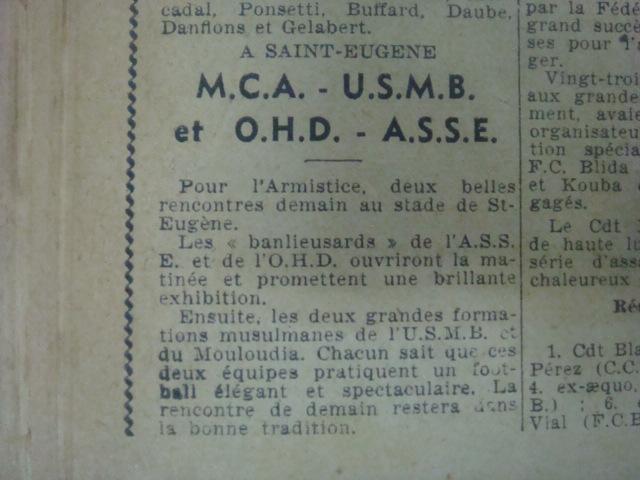 cadal, Ponsetti, Buffard, Daube,
Danflons et Gelabert.
A SAINT-EUGENE
M.C.A. - U.S.M.B.
et O.H.D. - A.S.S.E.
Pour l'Armistice, deux belles
rencontres demain au stade de St-
Eugène.
Les « banlieusards » de l'A.S.S.
E. et de l'O.H.D. ouvriront la ma-
tinée et promettent une brillante
exhibition.
Ensuite, les deux grandes forma-
tions musulmanes de l'U.S.M.B. et
du Mouloudia. Chacun sait que ces
deux équipes pratiquent un foot-
ball élégant et spectaculaire. La
rencontre de demain restera dans
la bonne tradition.
par la Fédé
grand succè
ses pour l'
ger.
Vingt-troi
aux grande
ment, avaie
organisateu
tion spécia
F.C. Blida
et Kouba
gagés.
Le Cdt
de haute lu
série d'ass
chaleureux
Ré
1. Cdt Bla
Pérez (C.C.
4. ex-æquo,
B.) ; 6.
Vial (F.C.B